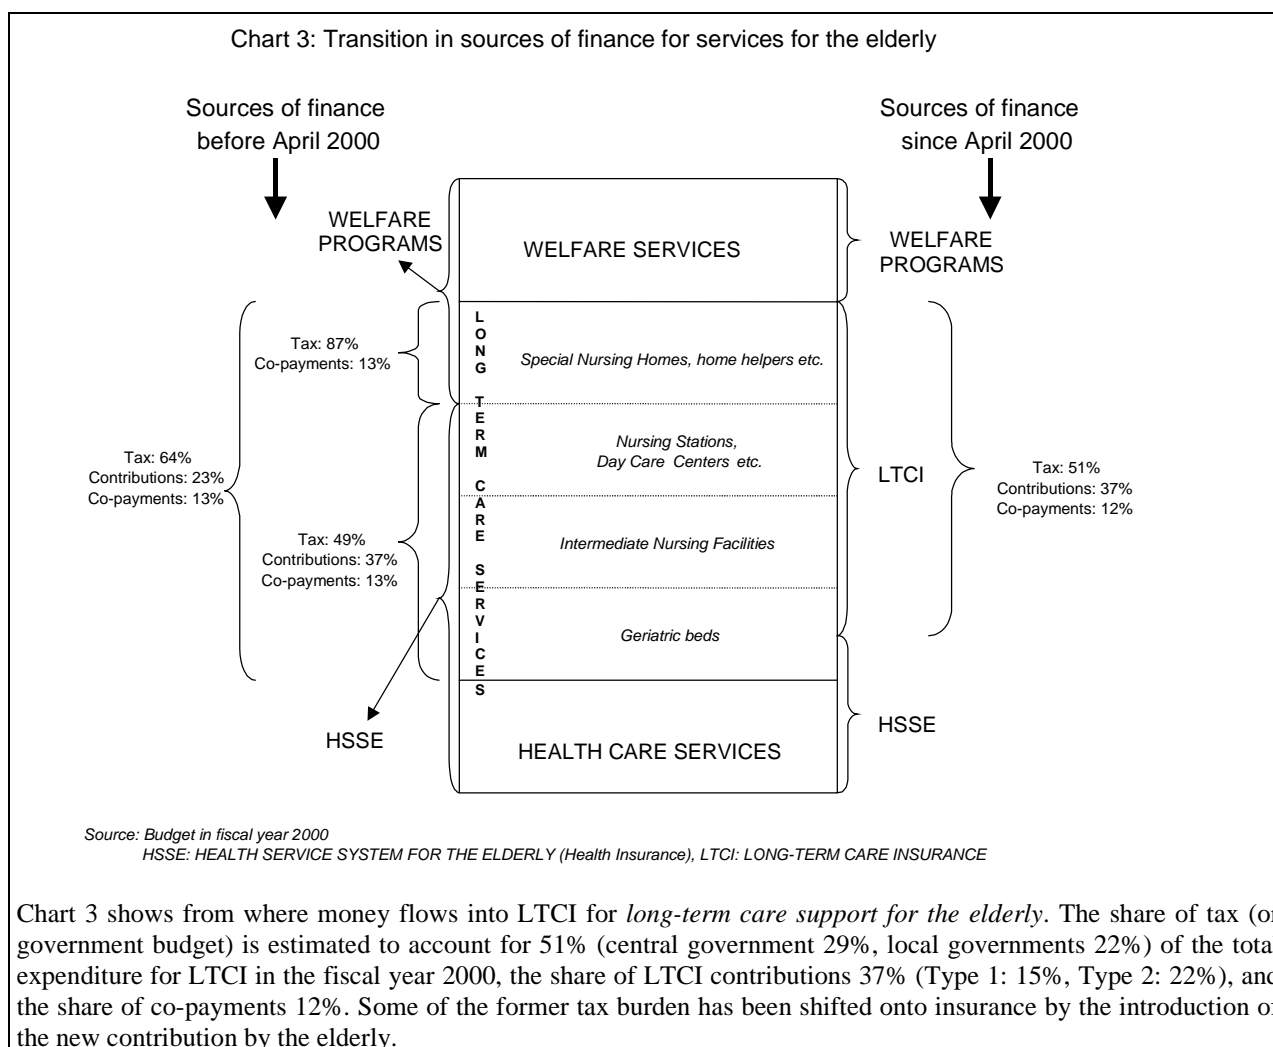 Chart 3: Transition in sources of finance for services for the elderly
Sources of finance
before April 2000
Sources of finance
since April 2000
WELFARE
PROGRAMS
WELFARE SERVICES
WELFARE
PROGRAMS
Tax: 87%
Co-payments: 13%
LONG TERM CARE SERVICES
Special Nursing Homes, home helpers etc.
Nursing Stations,
Day Care Centers etc.
Tax: 64%
Contributions: 23%
Co-payments: 13%
LTCI
Tax: 51%
Contributions: 37%
Co-payments: 12%
Tax: 49%
Contributions: 37%
Co-payments: 13%
Intermediate Nursing Facilities
Geriatric beds
HSSE
HEALTH CARE SERVICES
HSSE
Source: Budget in fiscal year 2000
HSSE: HEALTH SERVICE SYSTEM FOR THE ELDERLY (Health Insurance), LTCI: LONG-TERM CARE INSURANCE
Chart 3 shows from where money flows into LTCI for long-term care support for the elderly. The share of tax (or
government budget) is estimated to account for 51% (central government 29%, local governments 22%) of the total
expenditure for LTCI in the fiscal year 2000, the share of LTCI contributions 37% (Type 1: 15%, Type 2: 22%), and
the share of co-payments 12%. Some of the former tax burden has been shifted onto insurance by the introduction of
the new contribution by the elderly.